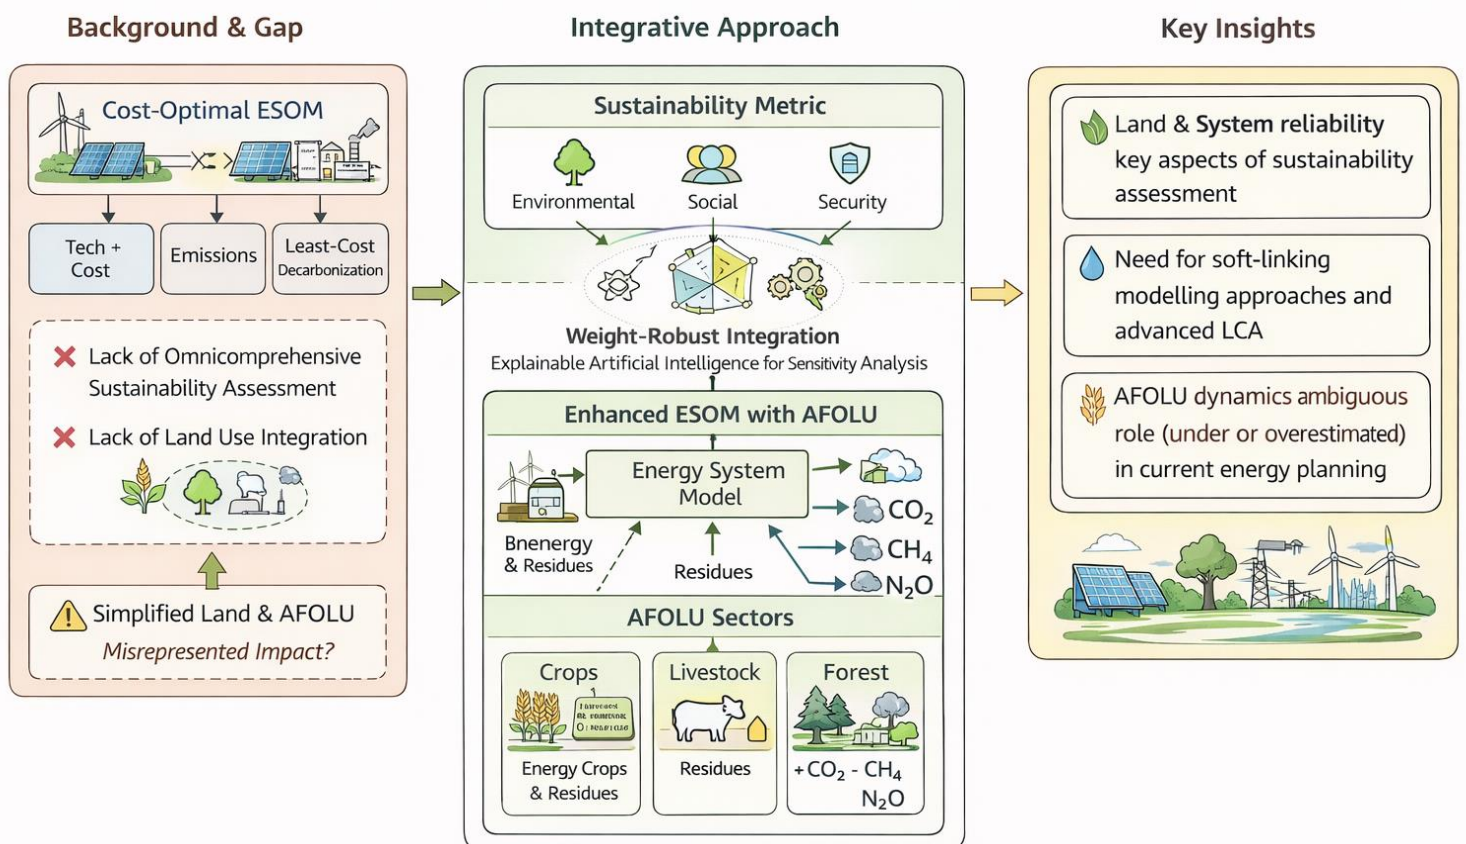 Background & Gap
Cost-Optimal ESOM
Tech +
Cost
Emissions
Least-Cost
Decarbonization
Lack of Omnicomprehensive
Sustainability Assessment
Lack of Land Use Integration
Simplified Land & AFOLU
Misrepresented Impact?
Integrative Approach
Sustainability Metric
Environmental
Social
Security
Weight-Robust Integration
Explainable Artificial Intelligence for Sensitivity Analysis
Enhanced ESOM with AFOLU
Energy System
Model
Bnenergy
& Residues
Residues
CO₂
CH₄
N₂O
AFOLU Sectors
Crops
Energy Crops
& Residues
Livestock
Residues
Forest
+CO₂ - CH₄
N₂O
Key Insights
Land & System reliability
key aspects of sustainability
assessment
Need for soft-linking
modelling approaches and
advanced LCA
AFOLU dynamics ambiguous
role (under or overestimated)
in current energy planning